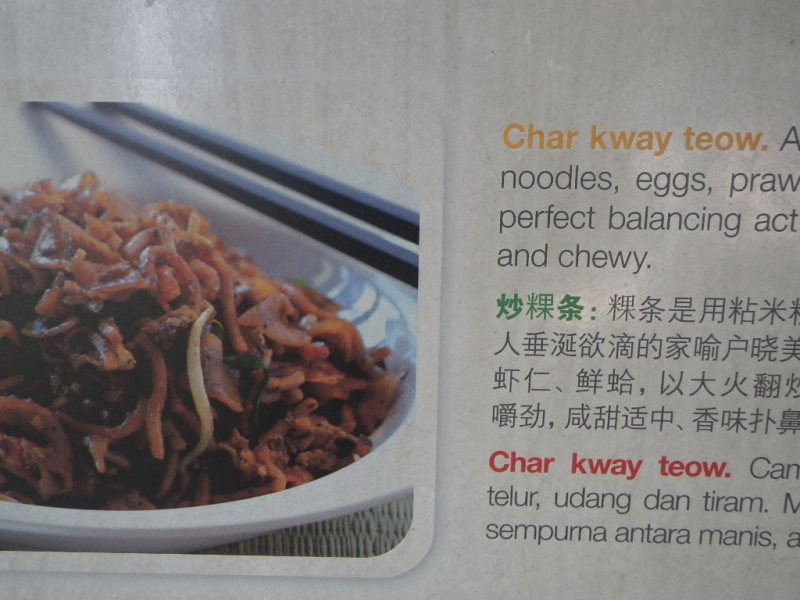 Char kway teow. A
noodles, eggs, praw
perfect balancing act
and chewy.
炒粿条：粿条是用粘米粉
人垂涎欲滴的家喻户晓美
虾仁、鲜蛤，以大火翻炒
嚼劲，咸甜适中、香味扑鼻
Char kway teow. Cam
telur, udang dan tiram. M
sempurna antara manis, a